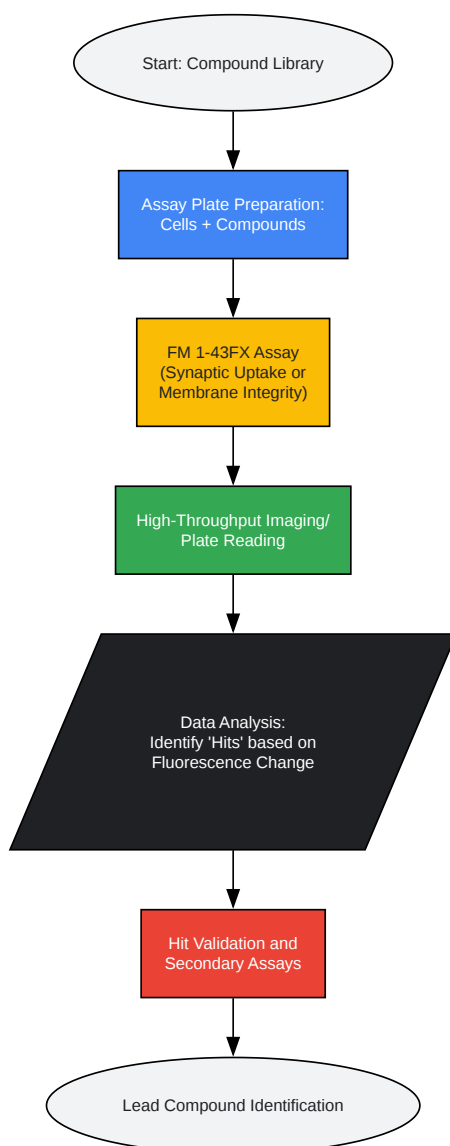 Start: Compound Library
Assay Plate Preparation:
Cells + Compounds
FM 1-43FX Assay
(Synaptic Uptake or
Membrane Integrity)
High-Throughput Imaging/
Plate Reading
Data Analysis:
Identify 'Hits' based on
Fluorescence Change
Hit Validation and
Secondary Assays
Lead Compound Identification